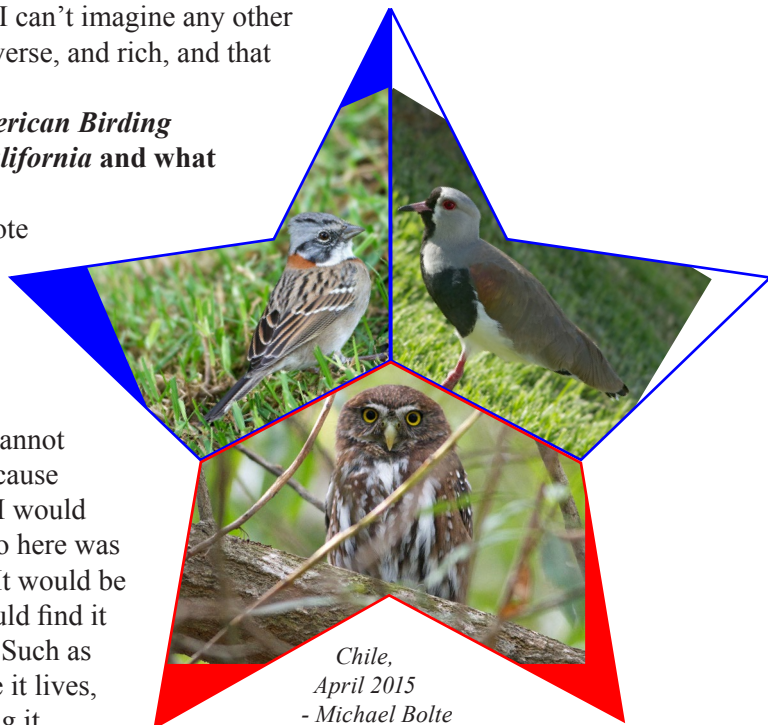 I can’t imagine any other
verse, and rich, and that
erican Birding
lifornia and what
ote
annot
cause
I would
o here was
It would be
uld find it
Such as
e it lives,
g it
Chile,
April 2015
- Michael Bolte